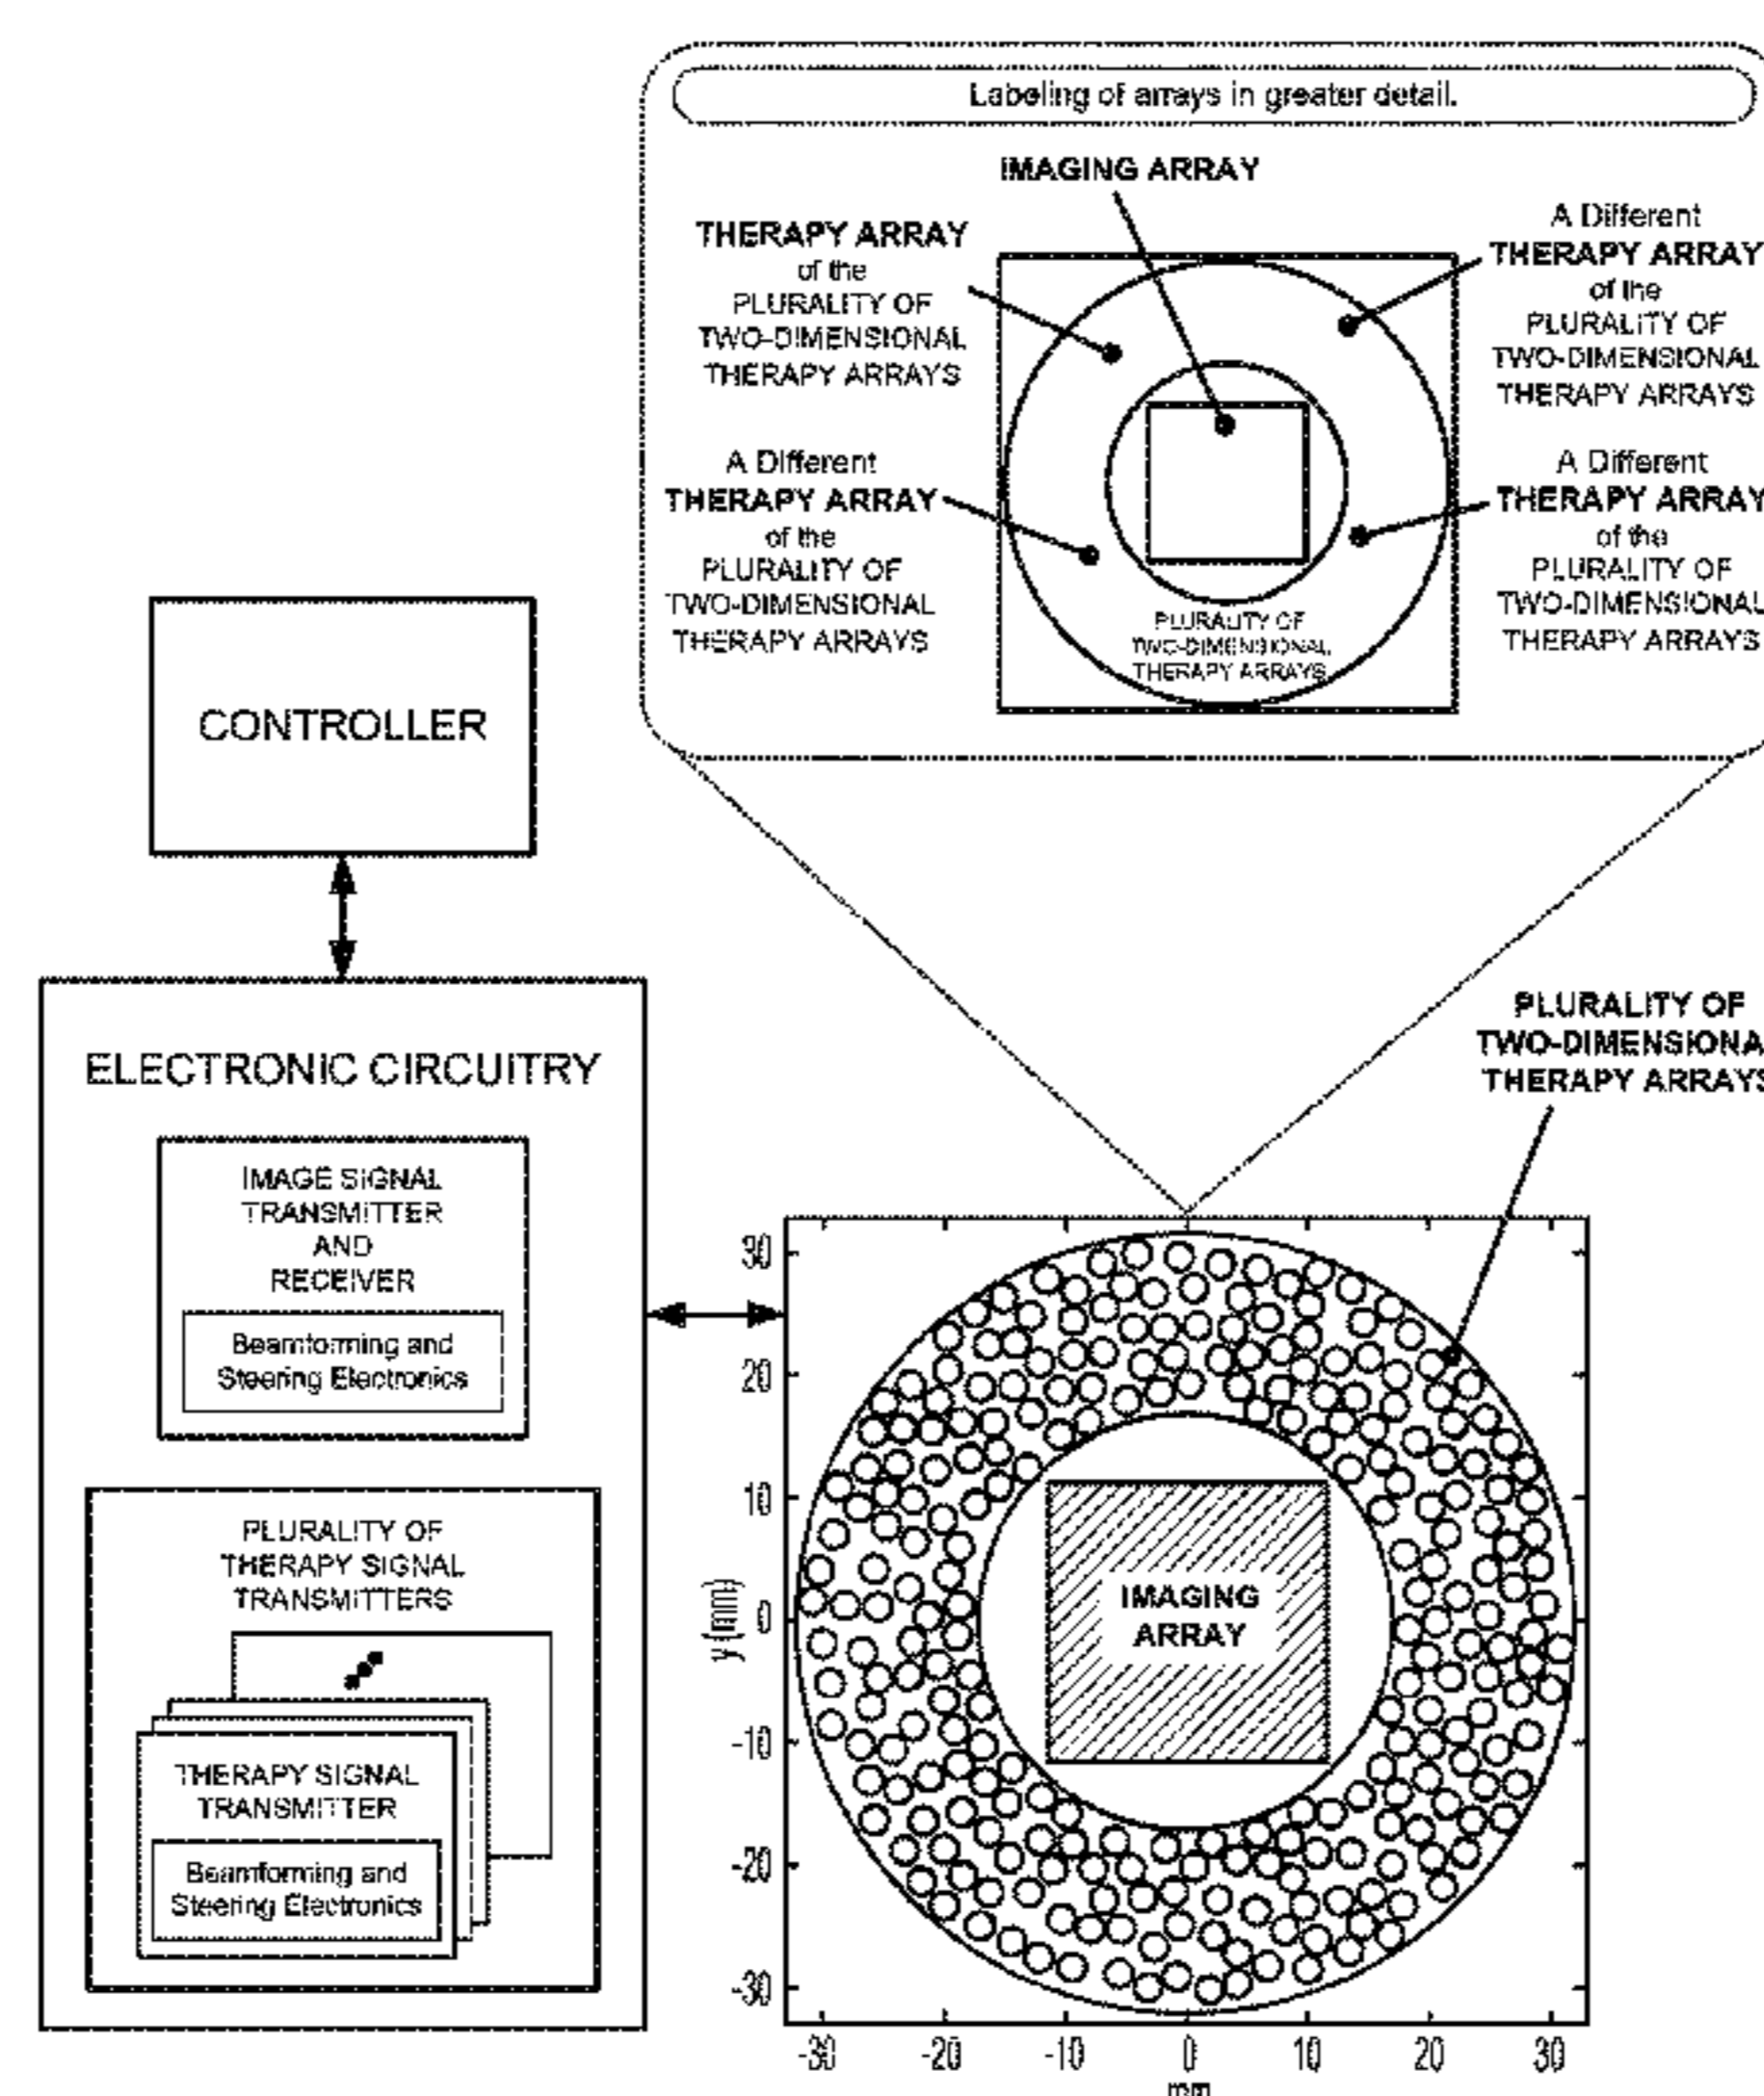 Labeling of arrays in greater detail.
IMAGING ARRAY
THERAPY ARRAY
of the
PLURALITY OF
TWO-DIMENSIONAL
THERAPY ARRAYS
A Different
THERAPY ARRAY
of the
PLURALITY OF
TWO-DIMENSIONAL
THERAPY ARRAYS
A Different
THERAPY ARRAY
of the
PLURALITY OF
TWO-DIMENSIONAL
THERAPY ARRAYS
A Different
THERAPY ARRAY
of the
PLURALITY OF
TWO-DIMENSIONAL
THERAPY ARRAYS
PLURALITY OF
TWO-DIMENSIONAL
THERAPY ARRAYS
CONTROLLER
ELECTRONIC CIRCUITRY
IMAGE SIGNAL
TRANSMITTER
AND
RECEIVER
Beamforming and
Steering Electronics
PLURALITY OF
THERAPY SIGNAL
TRANSMITTERS
THERAPY SIGNAL
TRANSMITTER
Beamforming and
Steering Electronics
PLURALITY OF
TWO-DIMENSIONA
THERAPY ARRAYS
30
20
10
0
-10
-20
-30
y (mm)
IMAGING
ARRAY
-30 -20 -10 0 10 20 30
mm